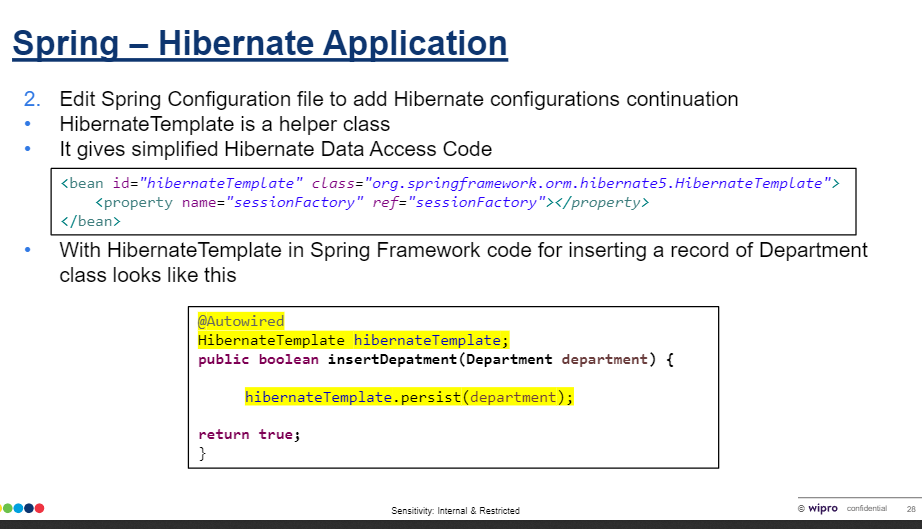 Spring – Hibernate Application
2. Edit Spring Configuration file to add Hibernate configurations continuation
• HibernateTemplate is a helper class
• It gives simplified Hibernate Data Access Code
<bean id="hibernateTemplate" class="org.springframework.orm.hibernate5.HibernateTemplate">
<property name="sessionFactory" ref="sessionFactory"></property>
</bean>
• With HibernateTemplate in Spring Framework code for inserting a record of Department
class looks like this
@Autowired
HibernateTemplate hibernateTemplate;
public boolean insertDepatment(Department department) {
hibernateTemplate.persist(department);
return true;
}
Sensitivity: Internal & Restricted
© wipro confidential 28